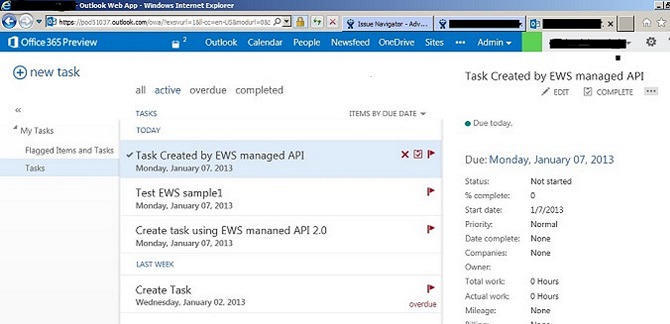 Outlook Web App - Windows Internet Explorer
https://pod51037.outlook.com/owa/?exsvurl=1&ll-cc=en-US&modurl=0&
Issue Navigator - Adv...
Office 365 Preview
2
Outlook Calendar People Newsfeed OneDrive Sites ... Admin
new task
all active overdue completed
TASKS ITEMS BY DUE DATE
«
My Tasks
Flagged Items and Tasks
Tasks
TODAY
Task Created by EWS managed API
Monday, January 07, 2013
Test EWS sample1
Monday, January 07, 2013
Create task using EWS mananed API 2.0
Monday, January 07, 2013
LAST WEEK
Create Task
Wednesday, January 02, 2013
overdue
Task Created by EWS managed API
EDIT COMPLETE ...
Due today.
Due: Monday, January 07, 2013
Status: Not started
% complete: 0
Start date: 1/7/2013
Priority: Normal
Date complete: None
Companies: None
Owner:
Total work: 0 Hours
Actual work: 0 Hours
Mileage: None